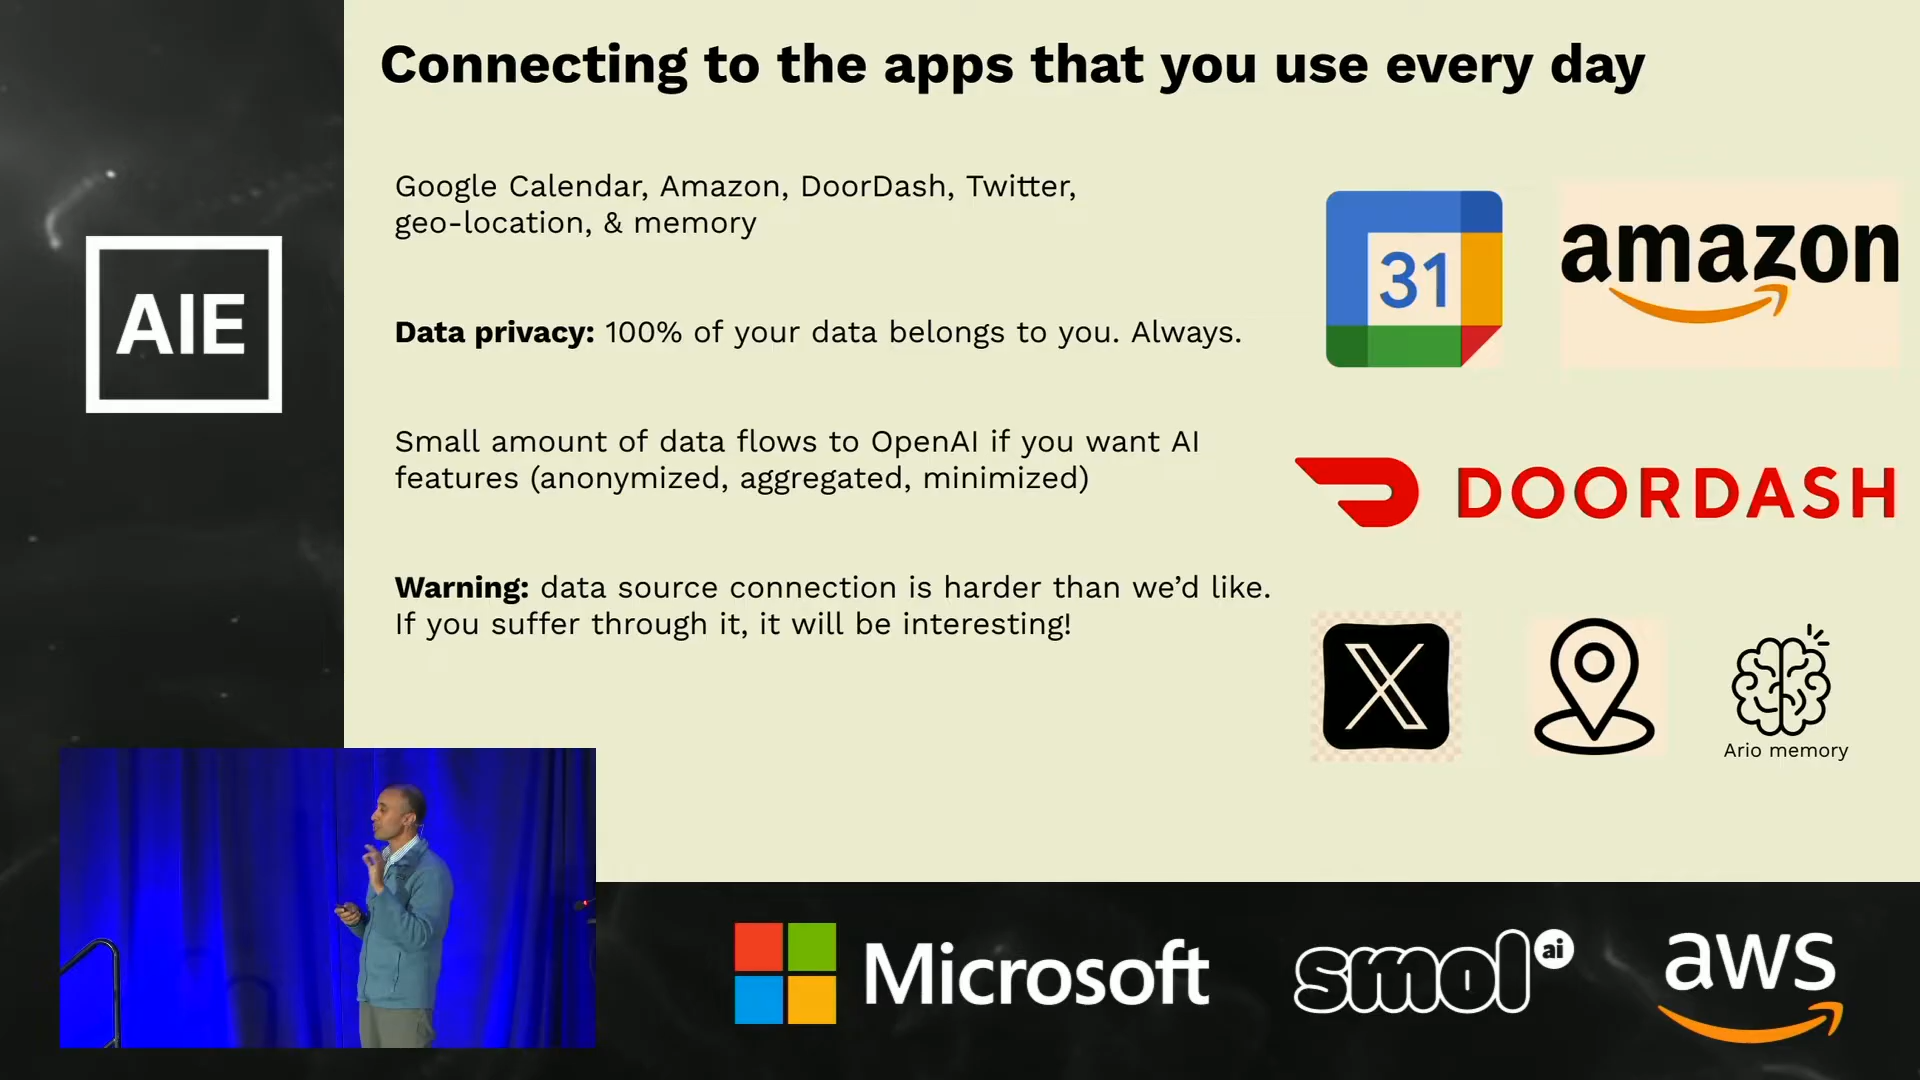 Connecting to the apps that you use every day
Google Calendar, Amazon, DoorDash, Twitter,
geo-location, & memory
Data privacy: 100% of your data belongs to you. Always.
Small amount of data flows to OpenAI if you want AI
features (anonymized, aggregated, minimized)
Warning: data source connection is harder than we’d like.
If you suffer through it, it will be interesting!
31
amazon
DOORDASH
X
Ario memory
AIE
Microsoft
smol ai
aws